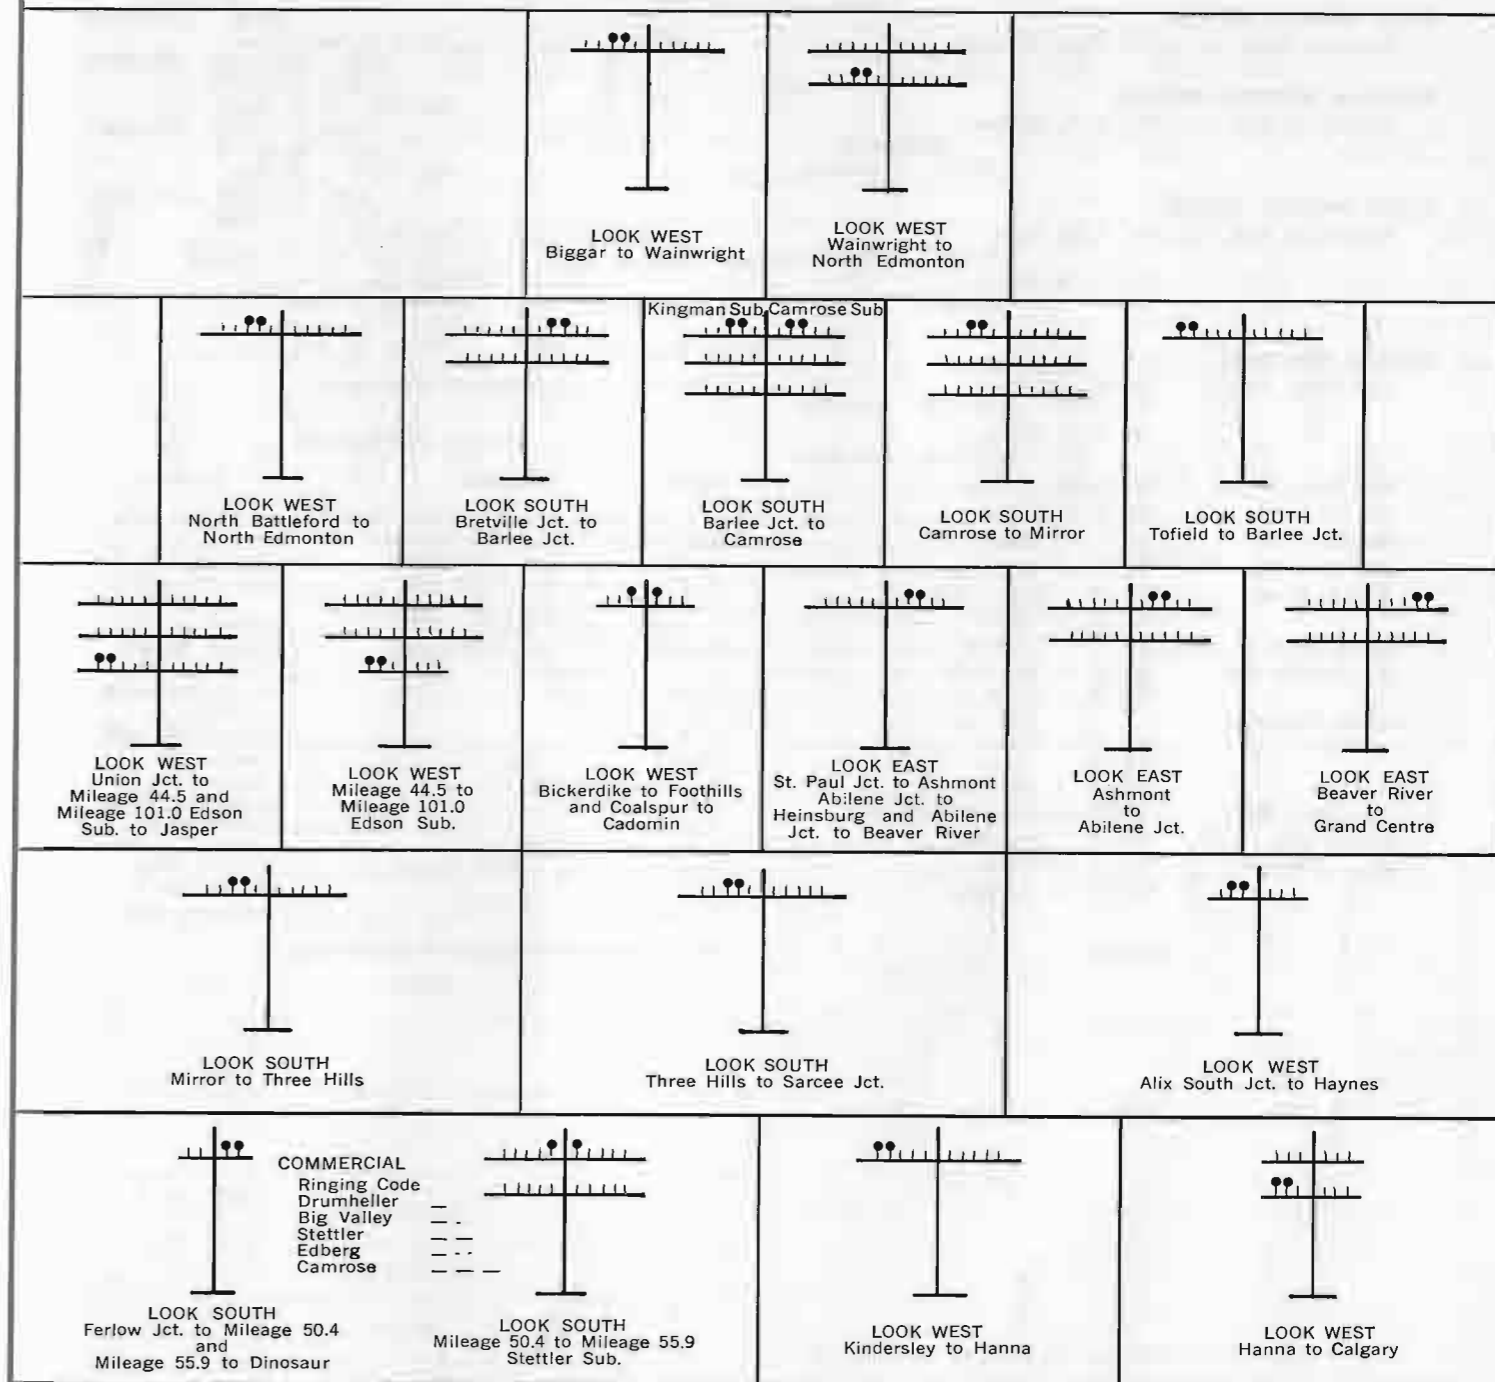 LOOK WEST
Biggar to Wainwright
LOOK WEST
Wainwright to
North Edmonton
LOOK WEST
North Battleford to
North Edmonton
LOOK SOUTH
Bretville Jct. to
Barlee Jct.
Kingman Sub Camrose Sub
LOOK SOUTH
Barlee Jct. to
Camrose
LOOK SOUTH
Camrose to Mirror
LOOK SOUTH
Tofield to Barlee Jct.
LOOK WEST
Union Jct. to
Mileage 44.5 and
Mileage 101.0 Edson
Sub. to Jasper
LOOK WEST
Mileage 44.5 to
Mileage 101.0
Edson Sub.
LOOK WEST
Bickerdike to Foothills
and Coalspur to
Cadomin
LOOK EAST
St. Paul Jct. to Ashmont
Abilene Jct. to
Heinsburg and Abilene
Jct. to Beaver River
LOOK EAST
Ashmont
to
Abilene Jct.
LOOK EAST
Beaver River
to
Grand Centre
LOOK SOUTH
Mirror to Three Hills
LOOK SOUTH
Three Hills to Sarcee Jct.
LOOK WEST
Alix South Jct. to Haynes
COMMERCIAL
Ringing Code
Drumheller —
Big Valley — .
Stettler — —
Edberg — . .
Camrose — — —
LOOK SOUTH
Ferlow Jct. to Mileage 50.4
and
Mileage 55.9 to Dinosaur
LOOK SOUTH
Mileage 50.4 to Mileage 55.9
Stettler Sub.
LOOK WEST
Kindersley to Hanna
LOOK WEST
Hanna to Calgary